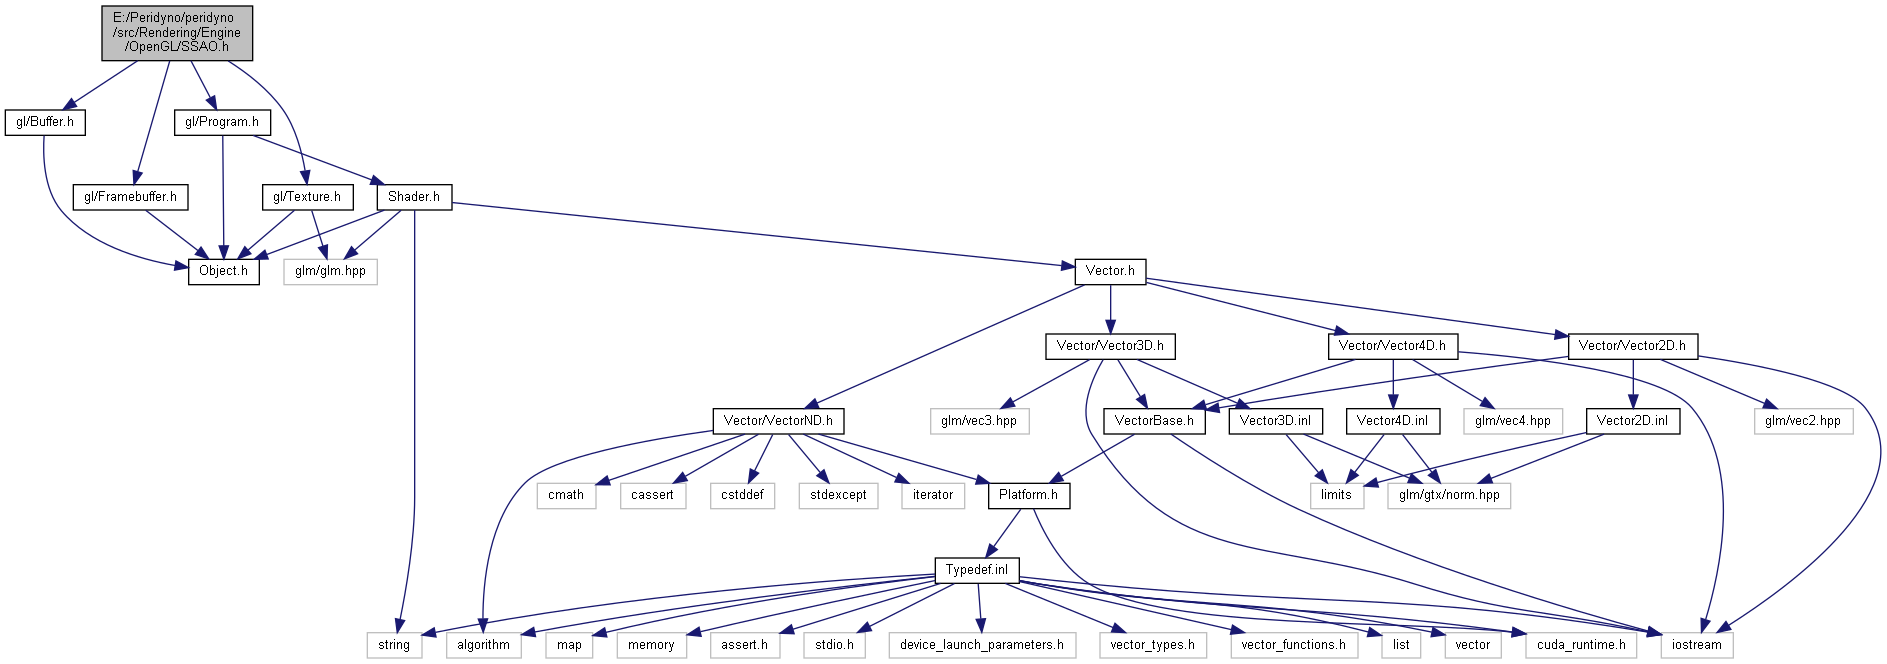 E:/Peridyno/peridyno
/src/Rendering/Engine
/OpenGL/SSAO.h
gl/Buffer.h
gl/Program.h
gl/Framebuffer.h
gl/Texture.h
Shader.h
Object.h
glm/glm.hpp
Vector.h
Vector/Vector3D.h
Vector/Vector4D.h
Vector/Vector2D.h
Vector/VectorND.h
glm/vec3.hpp
VectorBase.h
Vector3D.inl
Vector4D.inl
glm/vec4.hpp
Vector2D.inl
glm/vec2.hpp
cmath
cassert
cstddef
stdexcept
iterator
Platform.h
limits
glm/gtx/norm.hpp
Typedef.inl
string
algorithm
map
memory
assert.h
stdio.h
device_launch_parameters.h
vector_types.h
vector_functions.h
list
vector
cuda_runtime.h
iostream